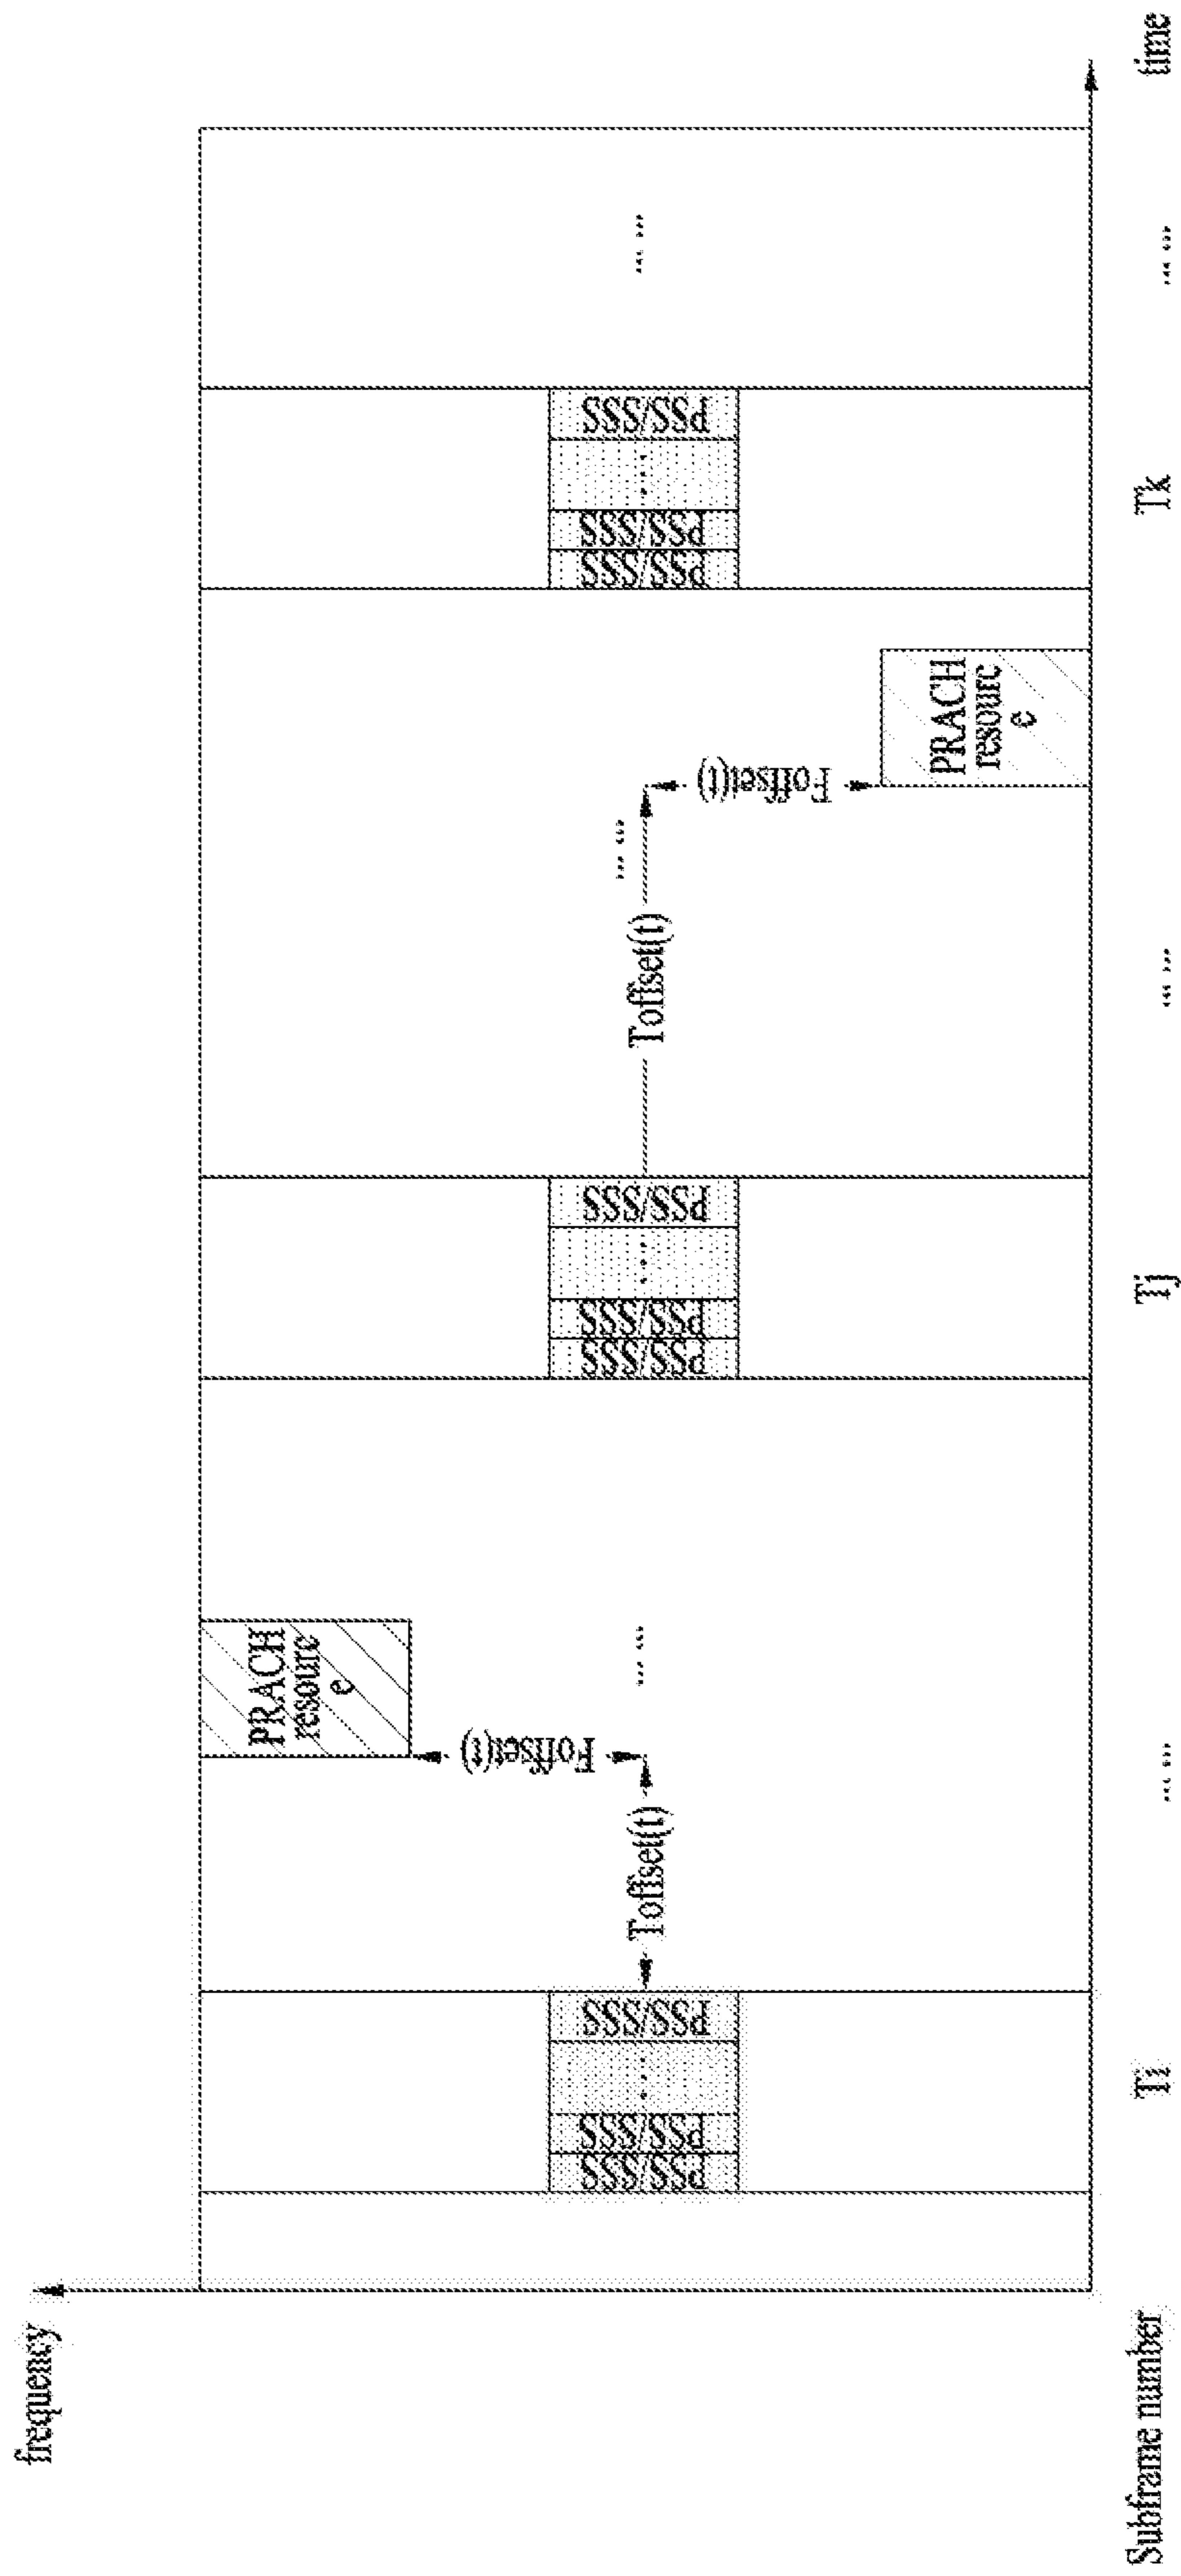 frequency
PRACH
resourc
e
Foffset(t)
Toffset(t)
... ...
PSS/SSS
PSS/SSS
....
PSS/SSS
PSS/SSS
PSS/SSS
....
PSS/SSS
Toffset(t)
... ...
Foffset(t)
PRACH
resourc
e
PSS/SSS
PSS/SSS
....
PSS/SSS
... ...
Subframe number
Ti
... ...
Tj
... ...
Tk
... ...
time